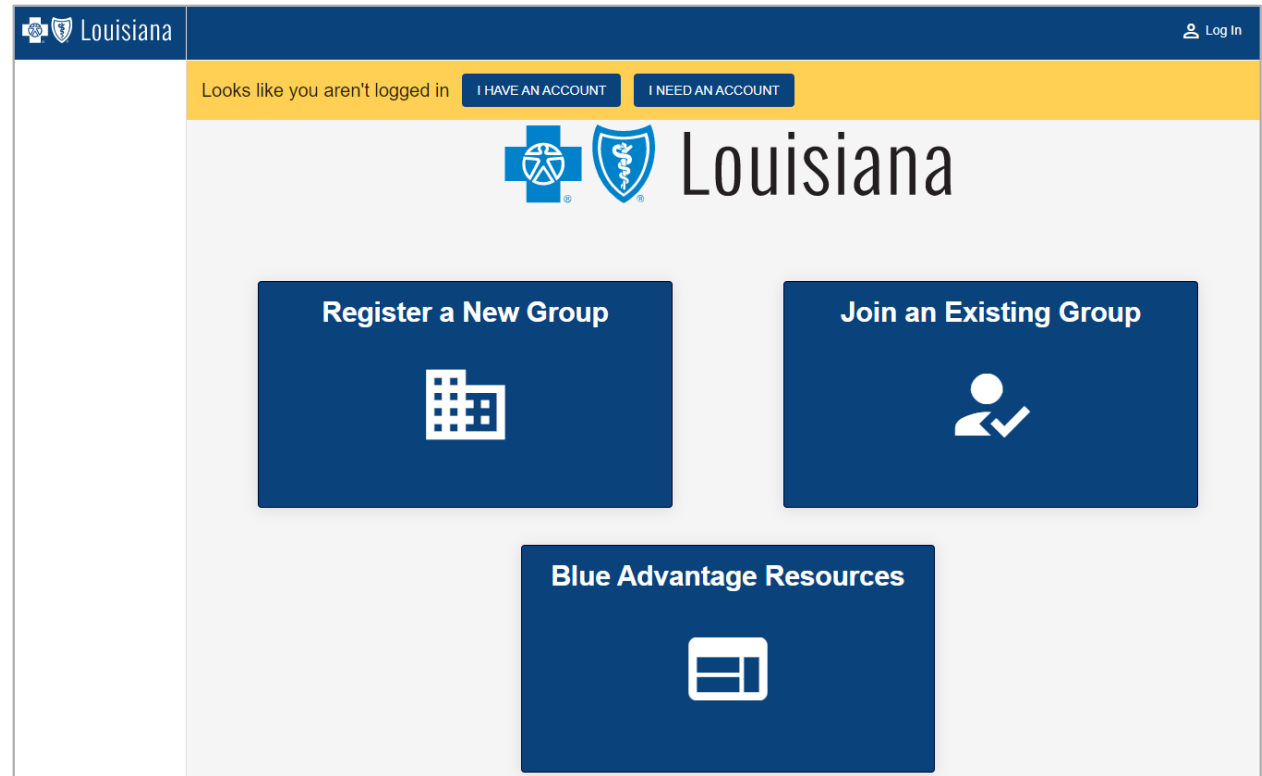 Louisiana
Log In
Looks like you aren't logged in I HAVE AN ACCOUNT I NEED AN ACCOUNT
® ® Louisiana
Register a New Group
Join an Existing Group
Blue Advantage Resources